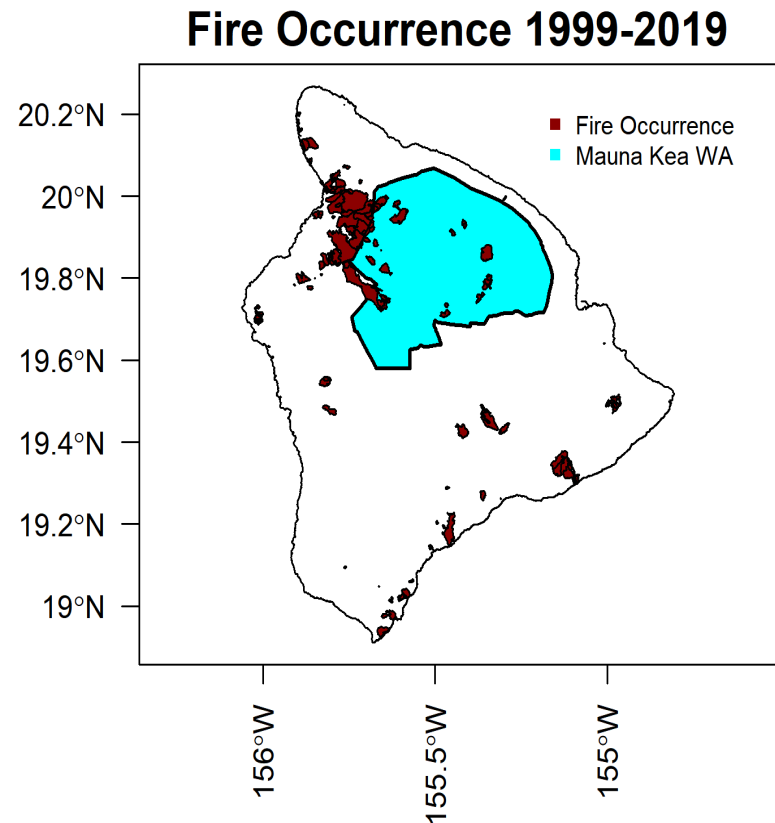 Fire Occurrence 1999-2019
Fire Occurrence
Mauna Kea WA
20.2°N
20°N
19.8°N
19.6°N
19.4°N
19.2°N
19°N
156°W
155.5°W
155°W